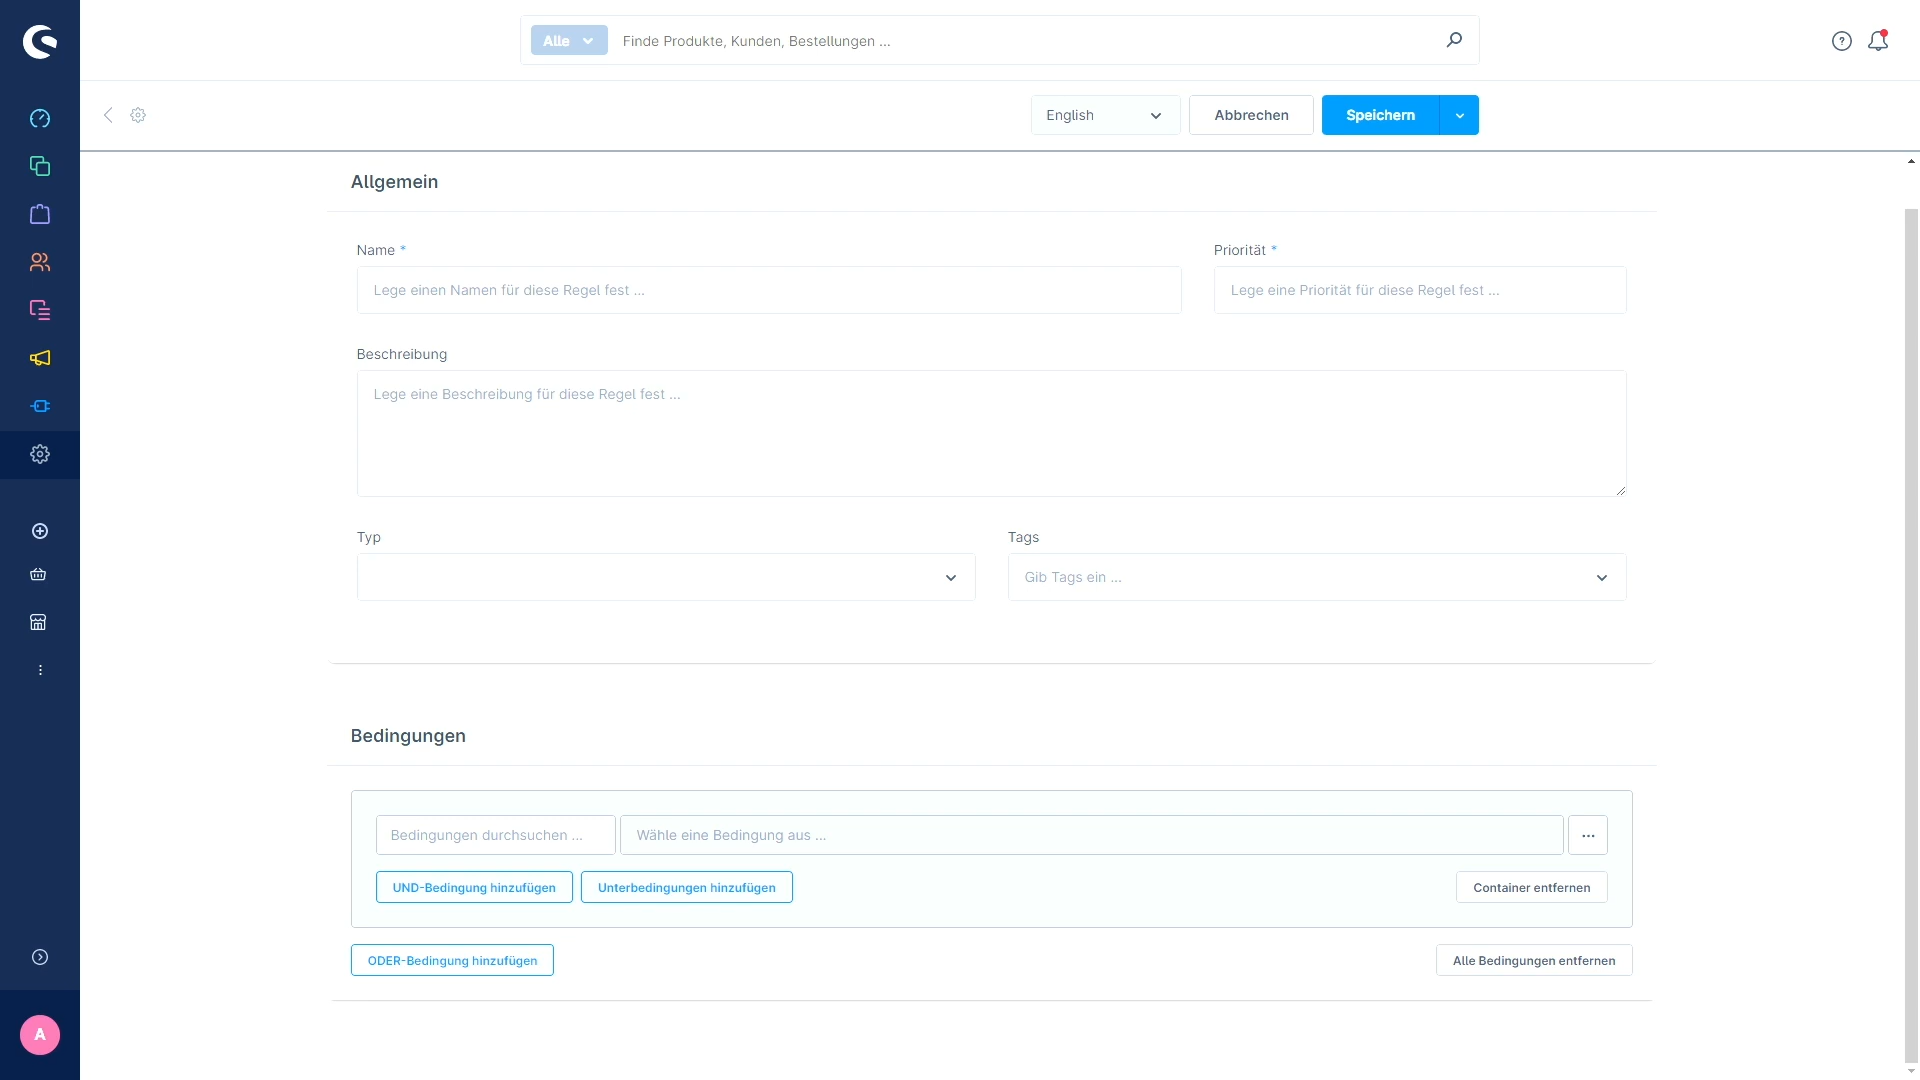 Alle
Finde Produkte, Kunden, Bestellungen ...
English
Abbrechen
Speichern
Allgemein
Name *
Priorität *
Lege einen Namen für diese Regel fest ...
Lege eine Priorität für diese Regel fest ...
Beschreibung
Lege eine Beschreibung für diese Regel fest ...
Typ
Tags
Gib Tags ein ...
Bedingungen
Bedingungen durchsuchen ...
Wähle eine Bedingung aus ...
UND-Bedingung hinzufügen
Unterbedingungen hinzufügen
Container entfernen
ODER-Bedingung hinzufügen
Alle Bedingungen entfernen
A